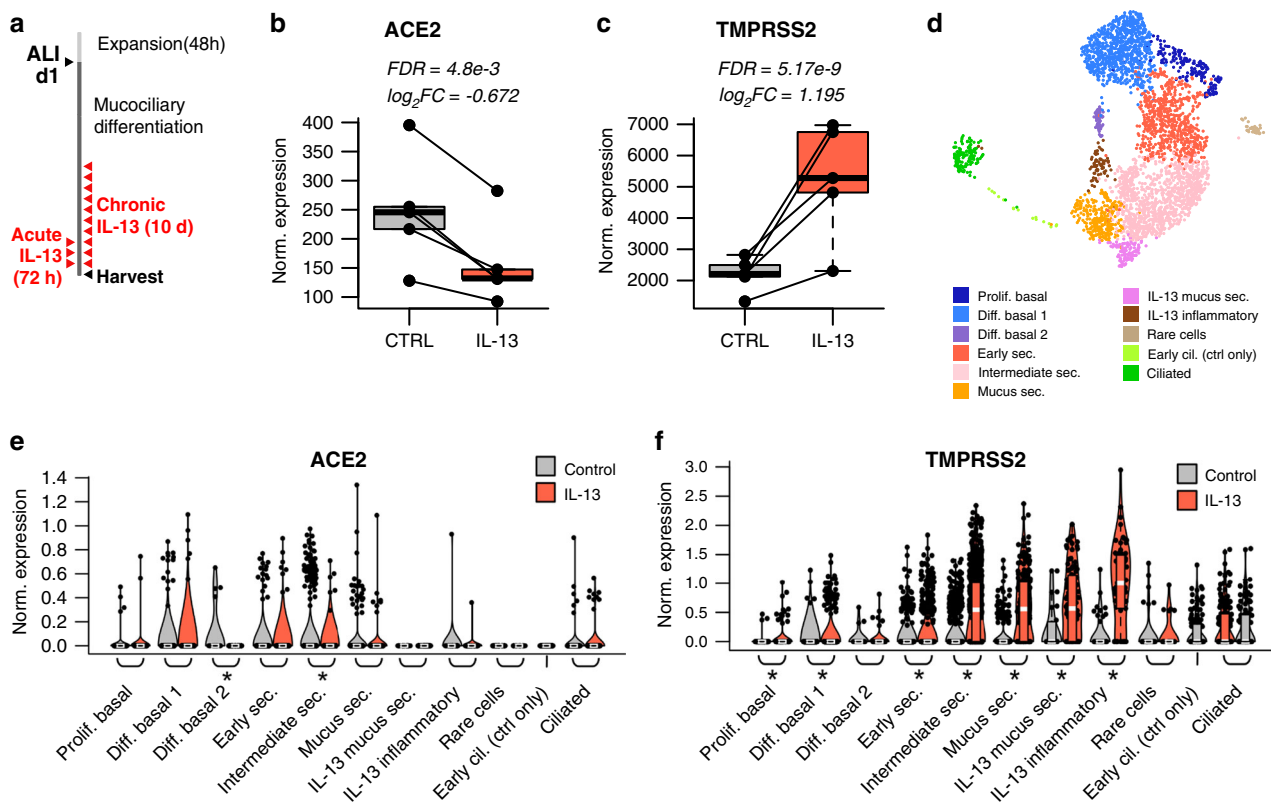 a
Expansion(48h)
ALI
d1
Mucociliary
differentiation
Chronic
IL-13 (10 d)
Acute
IL-13
(72 h)
Harvest
b
ACE2
FDR = 4.8e-3
log2FC = -0.672
Norm. expression
400
350
300
250
200
150
100
CTRL
IL-13
c
TMPRSS2
FDR = 5.17e-9
log2FC = 1.195
Norm. expression
7000
6000
5000
4000
3000
2000
CTRL
IL-13
d
Prolif. basal
Diff. basal 1
Diff. basal 2
Early sec.
Intermediate sec.
Mucus sec.
IL-13 mucus sec.
IL-13 inflammatory
Rare cells
Early cil. (ctrl only)
Ciliated
e
ACE2
Control
IL-13
Norm. expression
1.4
1.2
1.0
0.8
0.6
0.4
0.2
0.0
*
*
Prolif. basal
Diff. basal 1
Diff. basal 2
Early sec.
Intermediate sec.
Mucus sec.
IL-13 mucus sec.
IL-13 inflammatory
Rare cells
Early cil. (ctrl only)
Ciliated
f
TMPRSS2
Control
IL-13
Norm. expression
3.0
2.5
2.0
1.5
1.0
0.5
0.0
*
*
*
*
*
*
*
Prolif. basal
Diff. basal 1
Diff. basal 2
Early sec.
Intermediate sec.
Mucus sec.
IL-13 mucus sec.
IL-13 inflammatory
Rare cells
Early cil. (ctrl only)
Ciliated